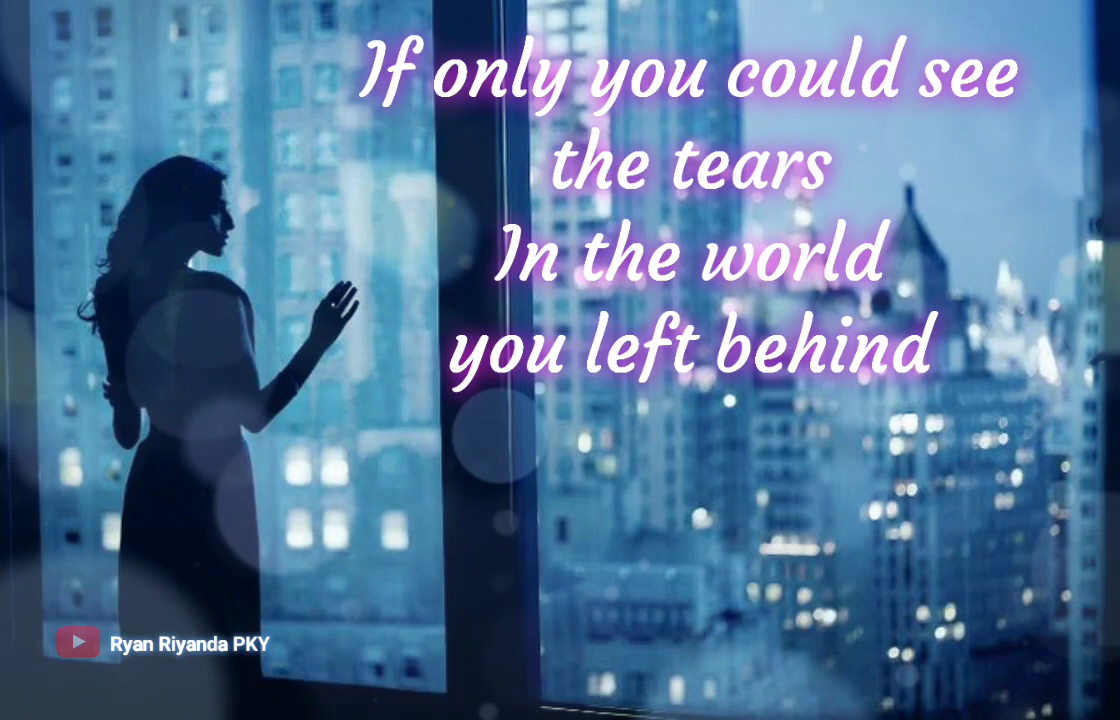 If only you could see
the tears
In the world
you left behind
Ryan Riyanda PKY